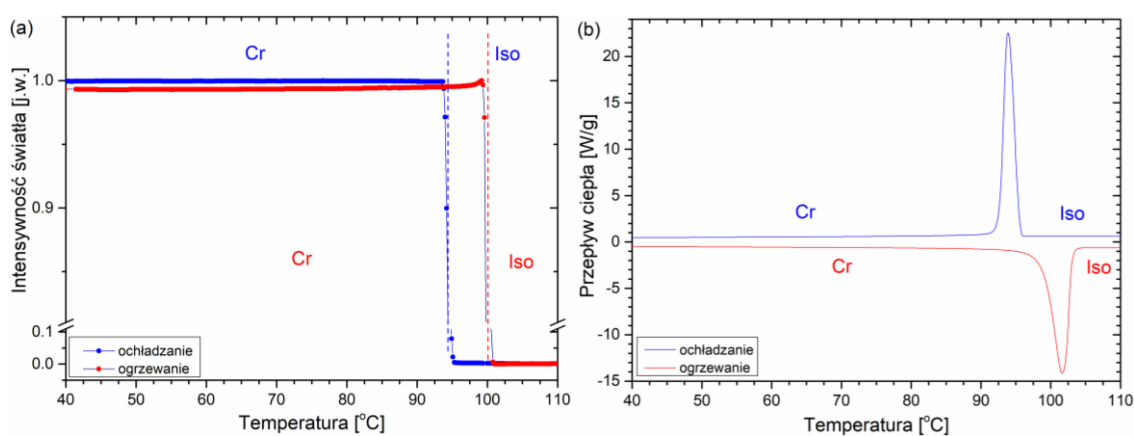 (a)
Cr
Iso
Intensywność światła [j.w.]
1.0
0.9
0.1
0.0
Cr
Iso
ochładzanie
ogrzewanie
40 50 60 70 80 90 100 110
Temperatura [°C]
(b)
Przepływ ciepła [W/g]
20
15
10
5
0
-5
-10
-15
Cr
Iso
Cr
Iso
ochładzanie
ogrzewanie
40 50 60 70 80 90 100 110
Temperatura [°C]